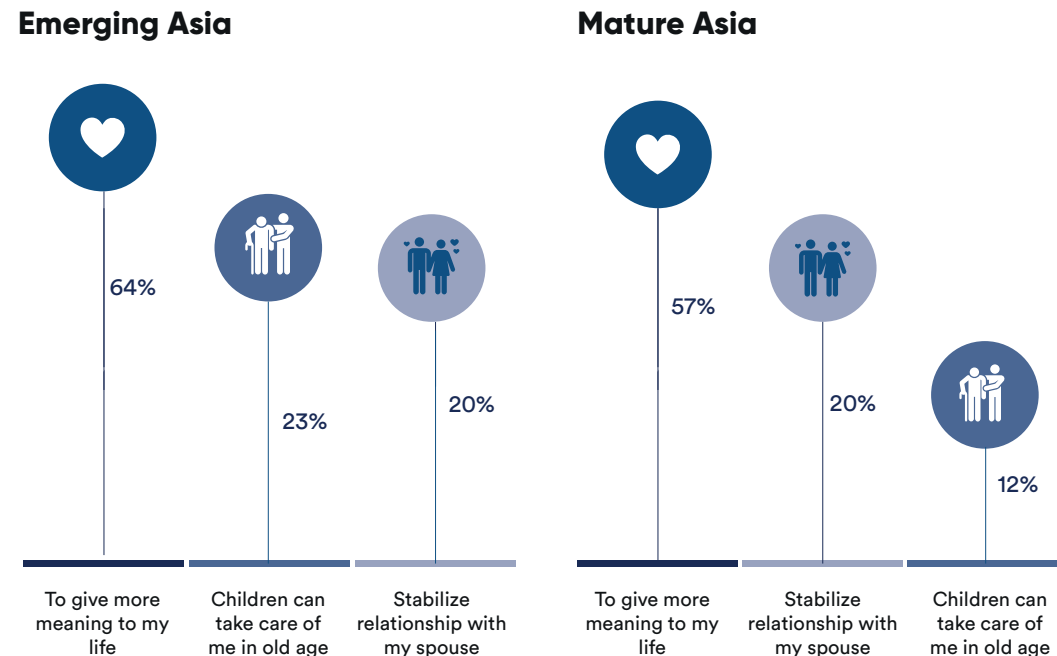 Emerging Asia
64%
23%
20%
To give more
meaning to my
life
Children can
take care of
me in old age
Stabilize
relationship with
my spouse
Mature Asia
57%
20%
12%
To give more
meaning to my
life
Stabilize
relationship with
my spouse
Children can
take care of
me in old age